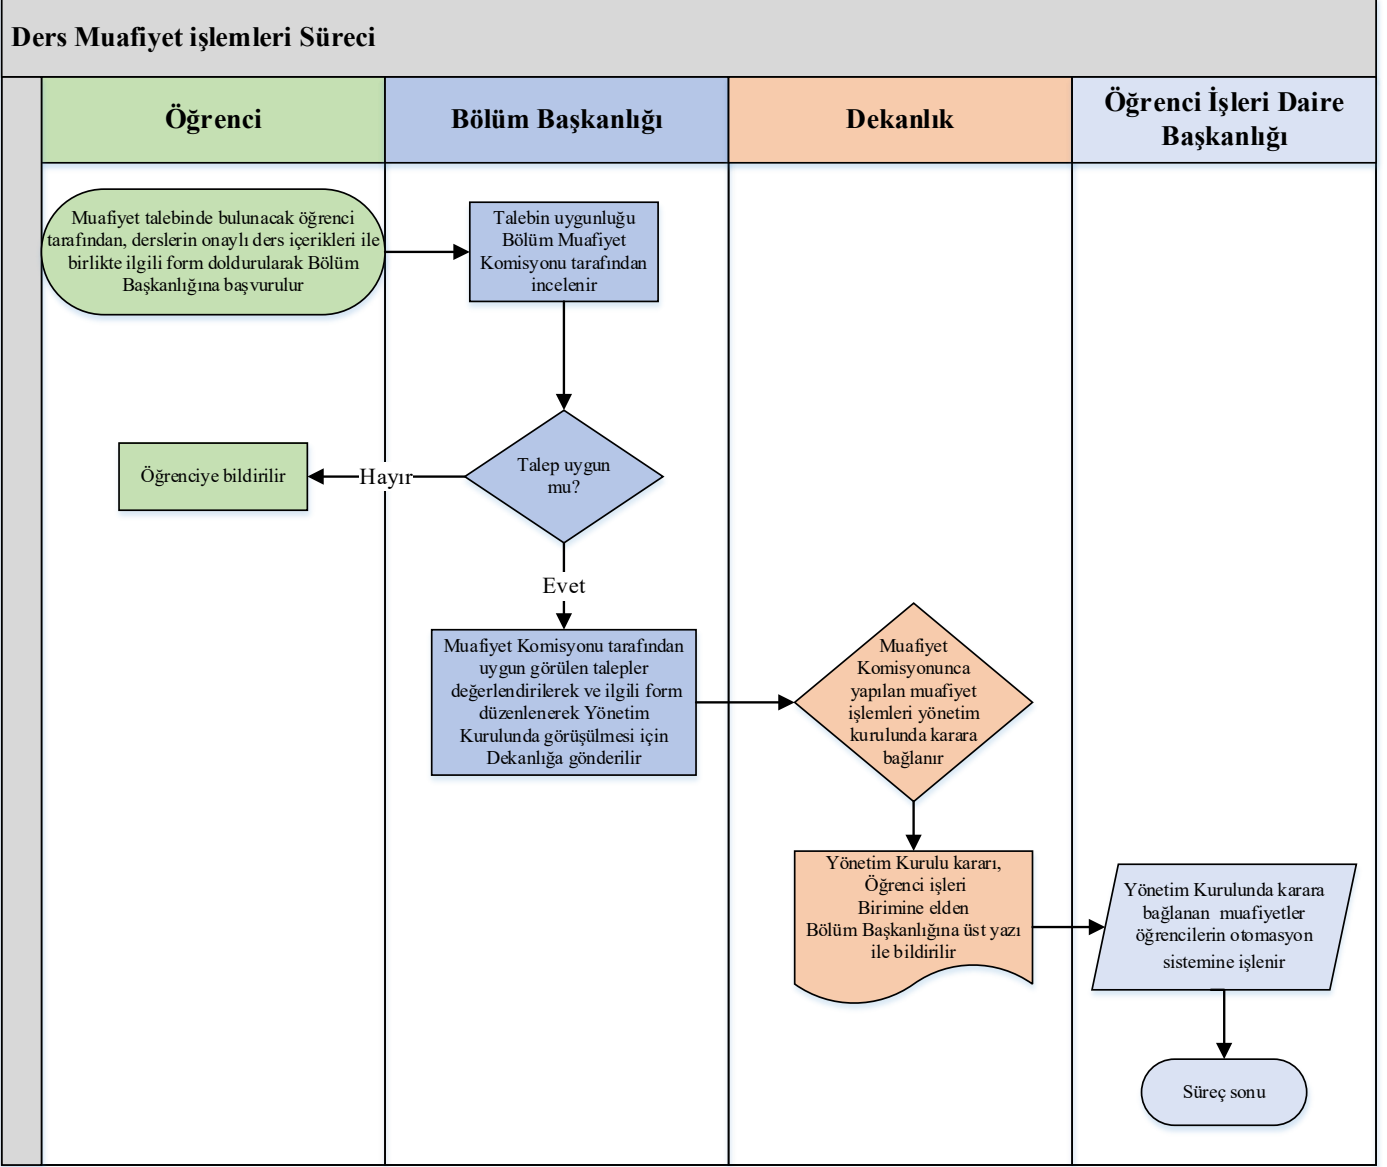 Ders Muafiyet işlemleri Süreci
Öğrenci
Bölüm Başkanlığı
Dekanlık
Öğrenci İşleri Daire
Başkanlığı
Muafiyet talebinde bulunacak öğrenci
tarafından, derslerin onaylı ders içerikleri ile
birlikte ilgili form doldurularak Bölüm
Başkanlığına başvurulur
Talebin uygunluğu
Bölüm Muafiyet
Komisyonu tarafından
incelenir
Talep uygun
mu?
Hayır
Öğrenciye bildirilir
Evet
Muafiyet Komisyonu tarafından
uygun görülen talepler
değerlendirilerek ve ilgili form
düzenlenerek Yönetim
Kurulunda görüşülmesi için
Dekanlığa gönderilir
Muafiyet
Komisyonunca
yapılan muafiyet
işlemleri yönetim
kurulunda karara
bağlanır
Yönetim Kurulu kararı,
Öğrenci işleri
Birimine elden
Bölüm Başkanlığına üst yazı
ile bildirilir
Yönetim Kurulunda karara
bağlanan muafiyetler
öğrencilerin otomasyon
sistemine işlenir
Süreç sonu